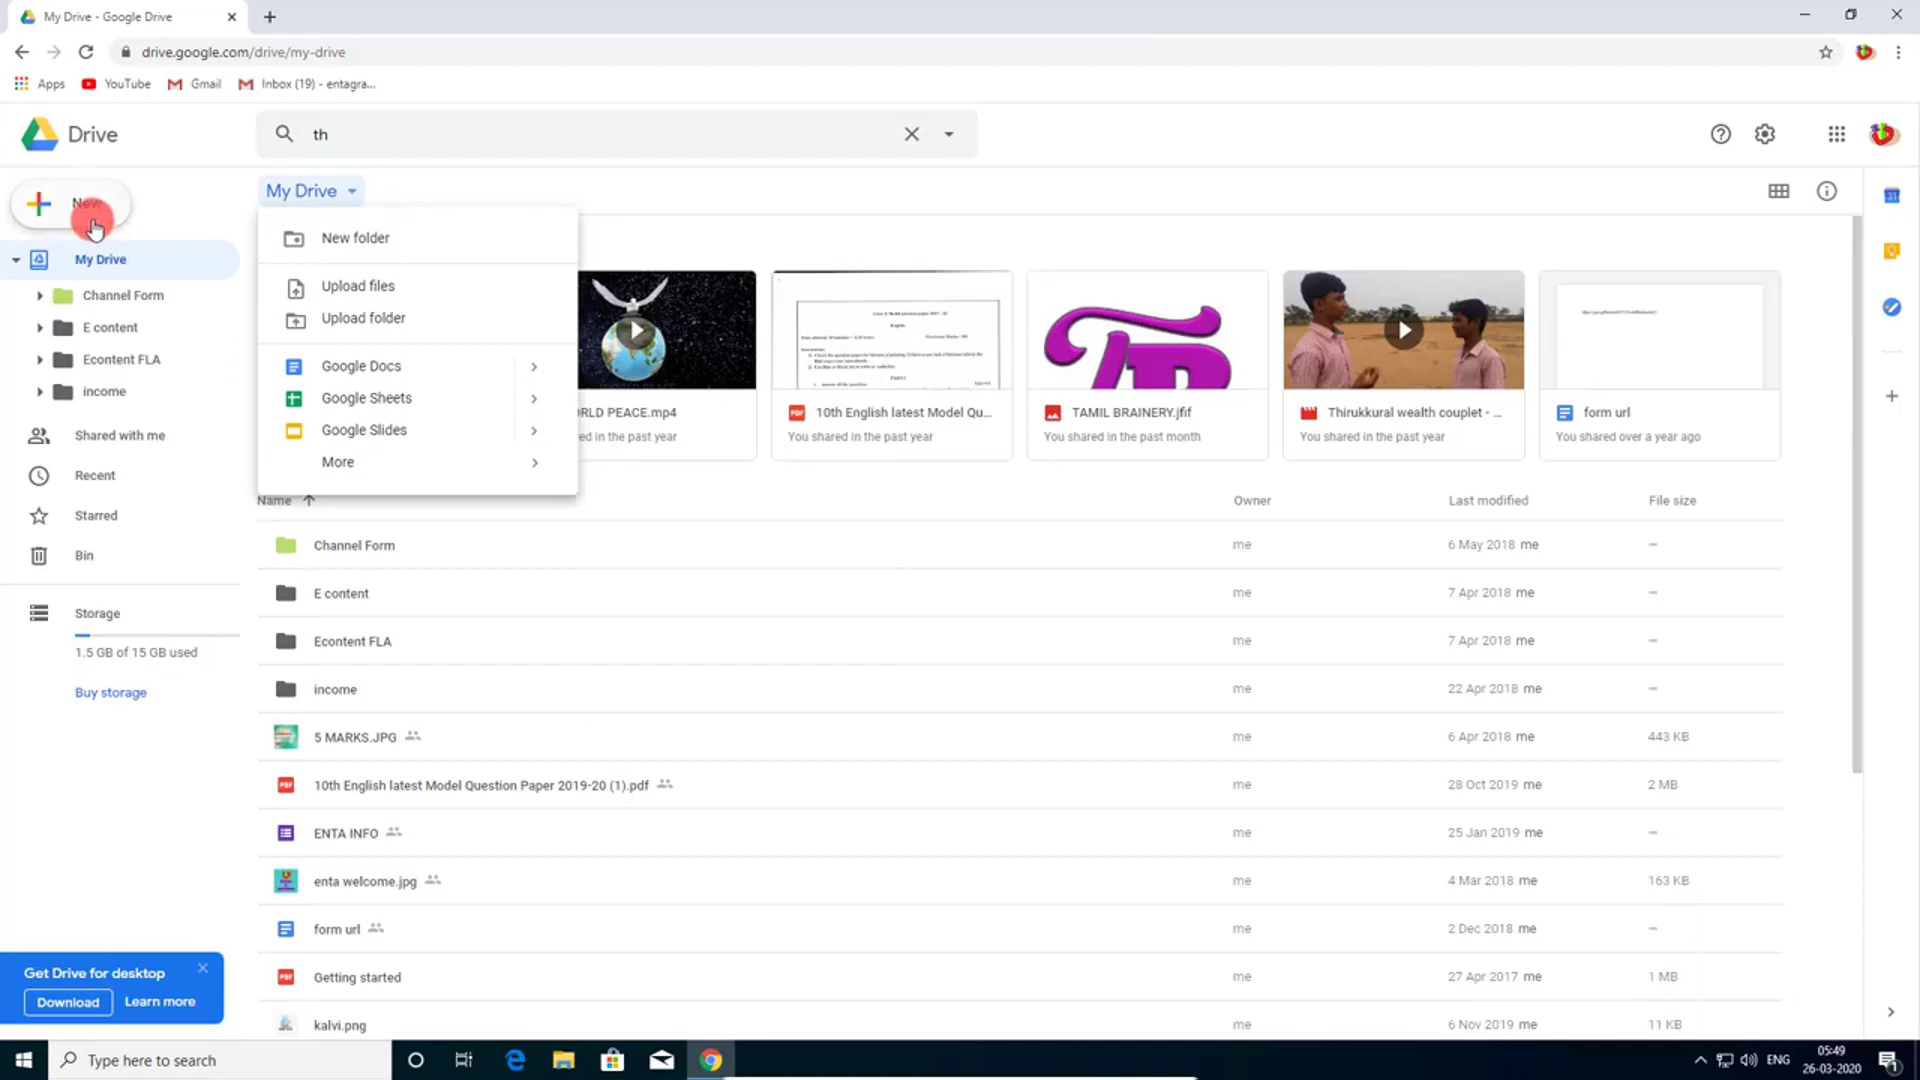 My Drive - Google Drive
drive.google.com/drive/my-drive
Apps YouTube Gmail Inbox (19) - entagra...
Drive
th
New
My Drive
My Drive
Channel Form
E content
Econtent FLA
income
Shared with me
Recent
Starred
Bin
Storage
1.5 GB of 15 GB used
Buy storage
Get Drive for desktop
Download Learn more
New folder
Upload files
Upload folder
Google Docs
Google Sheets
Google Slides
More
RLD PEACE.mp4
ed in the past year
10th English latest Model Qu...
You shared in the past year
TAMIL BRAINERY.jfif
You shared in the past month
Thirukkural wealth couplet - ...
You shared in the past year
form url
You shared over a year ago
Name Owner Last modified File size
Channel Form me 6 May 2018 me –
E content me 7 Apr 2018 me –
Econtent FLA me 7 Apr 2018 me –
income me 22 Apr 2018 me –
5 MARKS.JPG me 6 Apr 2018 me 443 KB
10th English latest Model Question Paper 2019-20 (1).pdf me 28 Oct 2019 me 2 MB
ENTA INFO me 25 Jan 2019 me –
enta welcome.jpg me 4 Mar 2018 me 163 KB
form url me 2 Dec 2018 me –
Getting started me 27 Apr 2017 me 1 MB
kalvi.png me 6 Nov 2019 me 11 KB
Type here to search
ENG
05:49
26-03-2020
1